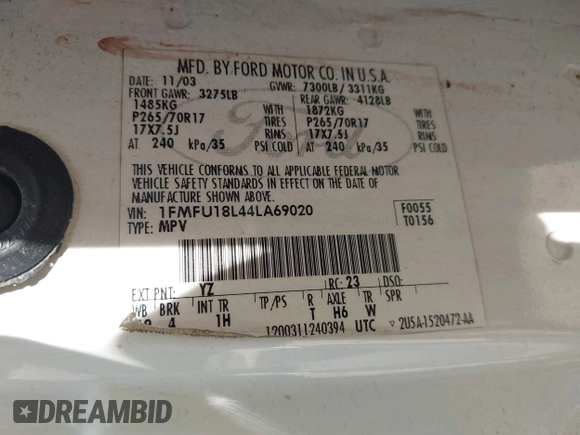 MFD. BY FORD MOTOR CO. IN U.S.A.
DATE: 11/03 GVWR: 7300LB/ 3311KG
FRONT GAWR: 3275LB REAR GAWR: 4128LB
1485KG WITH 1872KG WITH
P265/70R17 TIRES P265/70R17 TIRES
17X7.5J RIMS 17X7.5J RIMS
AT 240 kPa/35 PSI COLD AT 240 kPa/35 PSI COLD
Ford
THIS VEHICLE CONFORMS TO ALL APPLICABLE FEDERAL MOTOR
VEHICLE SAFETY STANDARDS IN EFFECT ON THE DATE OF
MANUFACTURE SHOWN ABOVE.
VIN: 1FMFU18L44LA69020 F0055
TYPE: MPV T0156
EXT PNT: YZ RC: 23 DSO:
WB BRK INT TR TP/PS R AXLE TR SPR
4 1H T H6 W
1200311240394 UTC ▽ 2U5A-1520472-AA
DREAMBID